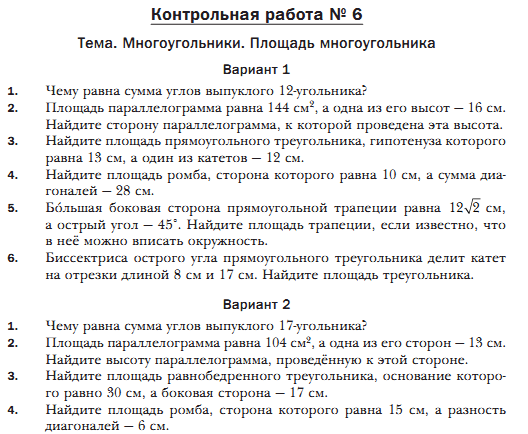 Контрольная работа № 6
Тема. Многоугольники. Площадь многоугольника
Вариант 1
1. Чему равна сумма углов выпуклого 12-угольника?
2. Площадь параллелограмма равна 144 см², а одна из его высот — 16 см.
Найдите сторону параллелограмма, к которой проведена эта высота.
3. Найдите площадь прямоугольного треугольника, гипотенуза которого
равна 13 см, а один из катетов — 12 см.
4. Найдите площадь ромба, сторона которого равна 10 см, а сумма диа-
гоналей — 28 см.
5. Бо́льшая боковая сторона прямоугольной трапеции равна 12√2 см,
а острый угол — 45°. Найдите площадь трапеции, если известно, что
в неё можно вписать окружность.
6. Биссектриса острого угла прямоугольного треугольника делит катет
на отрезки длиной 8 см и 17 см. Найдите площадь треугольника.
Вариант 2
1. Чему равна сумма углов выпуклого 17-угольника?
2. Площадь параллелограмма равна 104 см², а одна из его сторон — 13 см.
Найдите высоту параллелограмма, проведённую к этой стороне.
3. Найдите площадь равнобедренного треугольника, основание которо-
го равно 30 см, а боковая сторона — 17 см.
4. Найдите площадь ромба, сторона которого равна 15 см, а разность
диагоналей — 6 см.